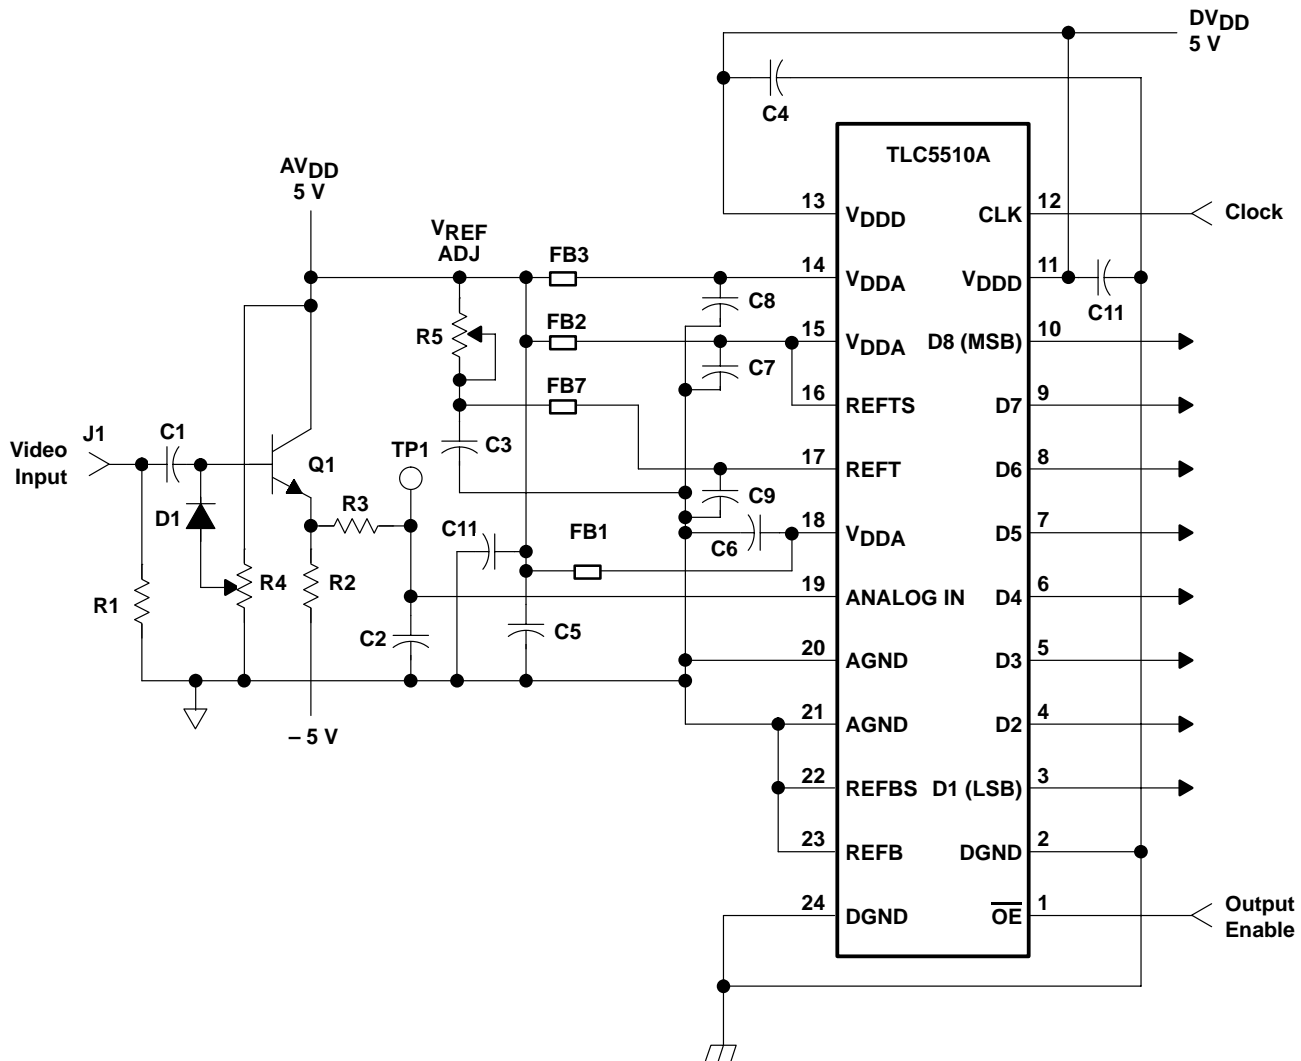 DVDD
5 V
C4
TLC5510A
AVDD
5 V
13
VDDD
CLK
12
Clock
VREF
ADJ
FB3
14
VDDA
VDDD
11
C8
C11
R5
FB2
15
VDDA
D8 (MSB)
10
C7
FB7
16
REFTS
D7
9
Video
Input
J1
C1
Q1
TP1
C3
17
REFT
D6
8
C9
D1
R3
C11
FB1
C6
18
VDDA
D5
7
R1
R4
R2
19
ANALOG IN
D4
6
C2
C5
20
AGND
D3
5
– 5 V
21
AGND
D2
4
22
REFBS
D1 (LSB)
3
23
REFB
DGND
2
24
DGND
OE
1
Output
Enable